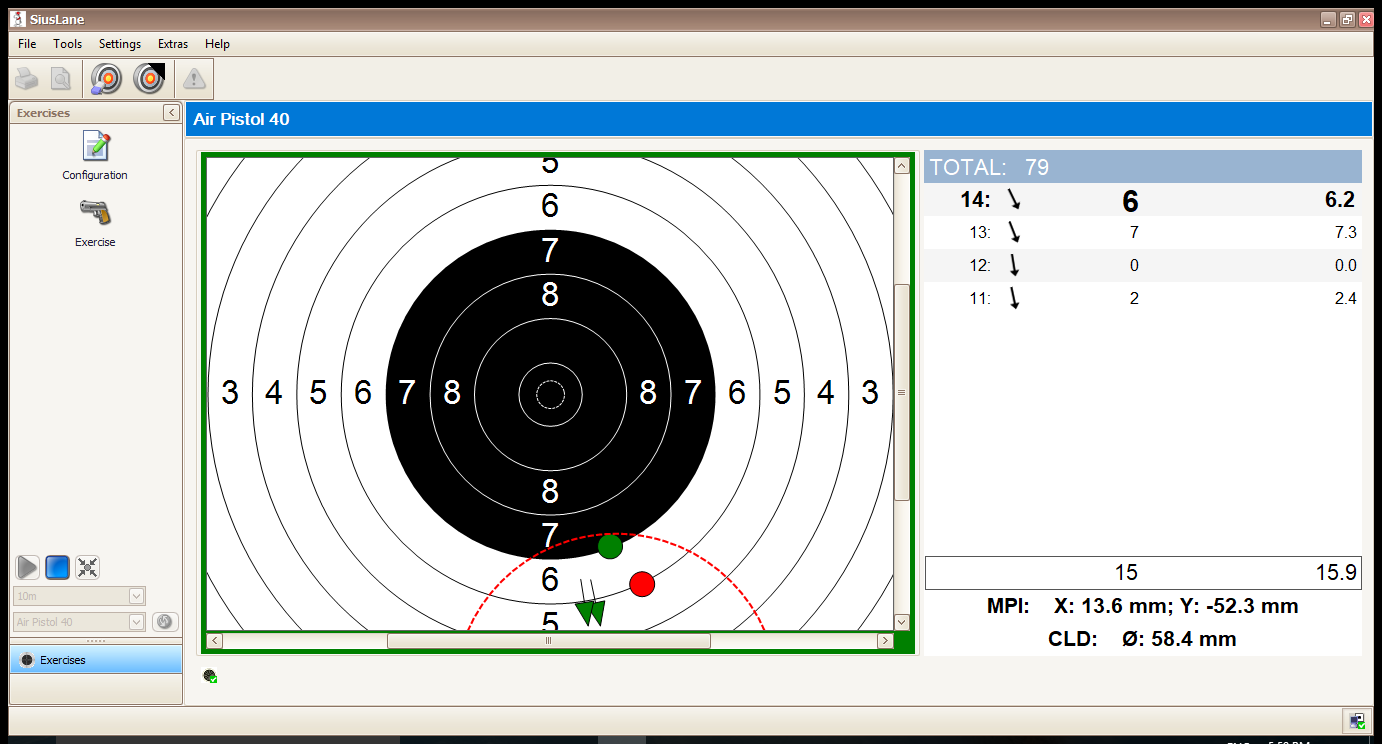 SiusLane
File Tools Settings Extras Help
Exercises
Configuration
Exercise
10m
Air Pistol 40
Exercises
Air Pistol 40
5
6
7
8
3 4 5 6 7 8 8 7 6 5 4 3
8
7
6
5
TOTAL: 79
14: 6 6.2
13: 7 7.3
12: 0 0.0
11: 2 2.4
15 15.9
MPI: X: 13.6 mm; Y: -52.3 mm
CLD: Ø: 58.4 mm